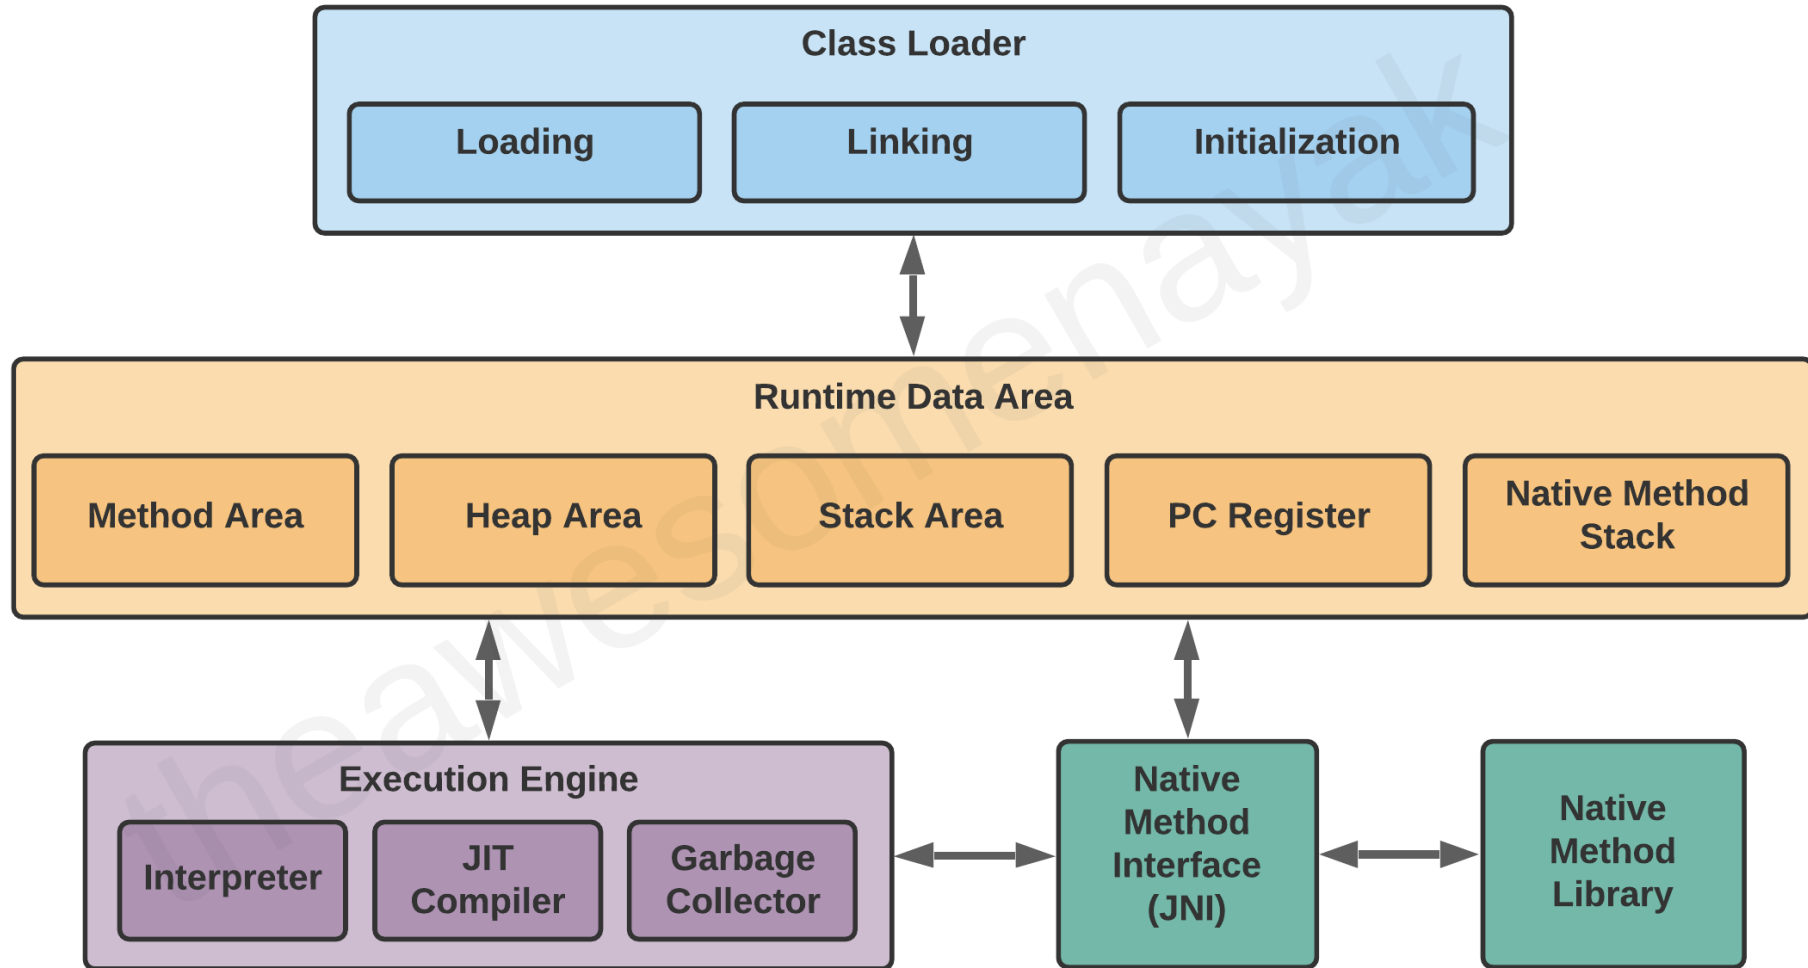 Class Loader
Loading
Linking
Initialization
Runtime Data Area
Method Area
Heap Area
Stack Area
PC Register
Native Method
Stack
Execution Engine
Interpreter
JIT
Compiler
Garbage
Collector
Native
Method
Interface
(JNI)
Native
Method
Library
theawesomenayak